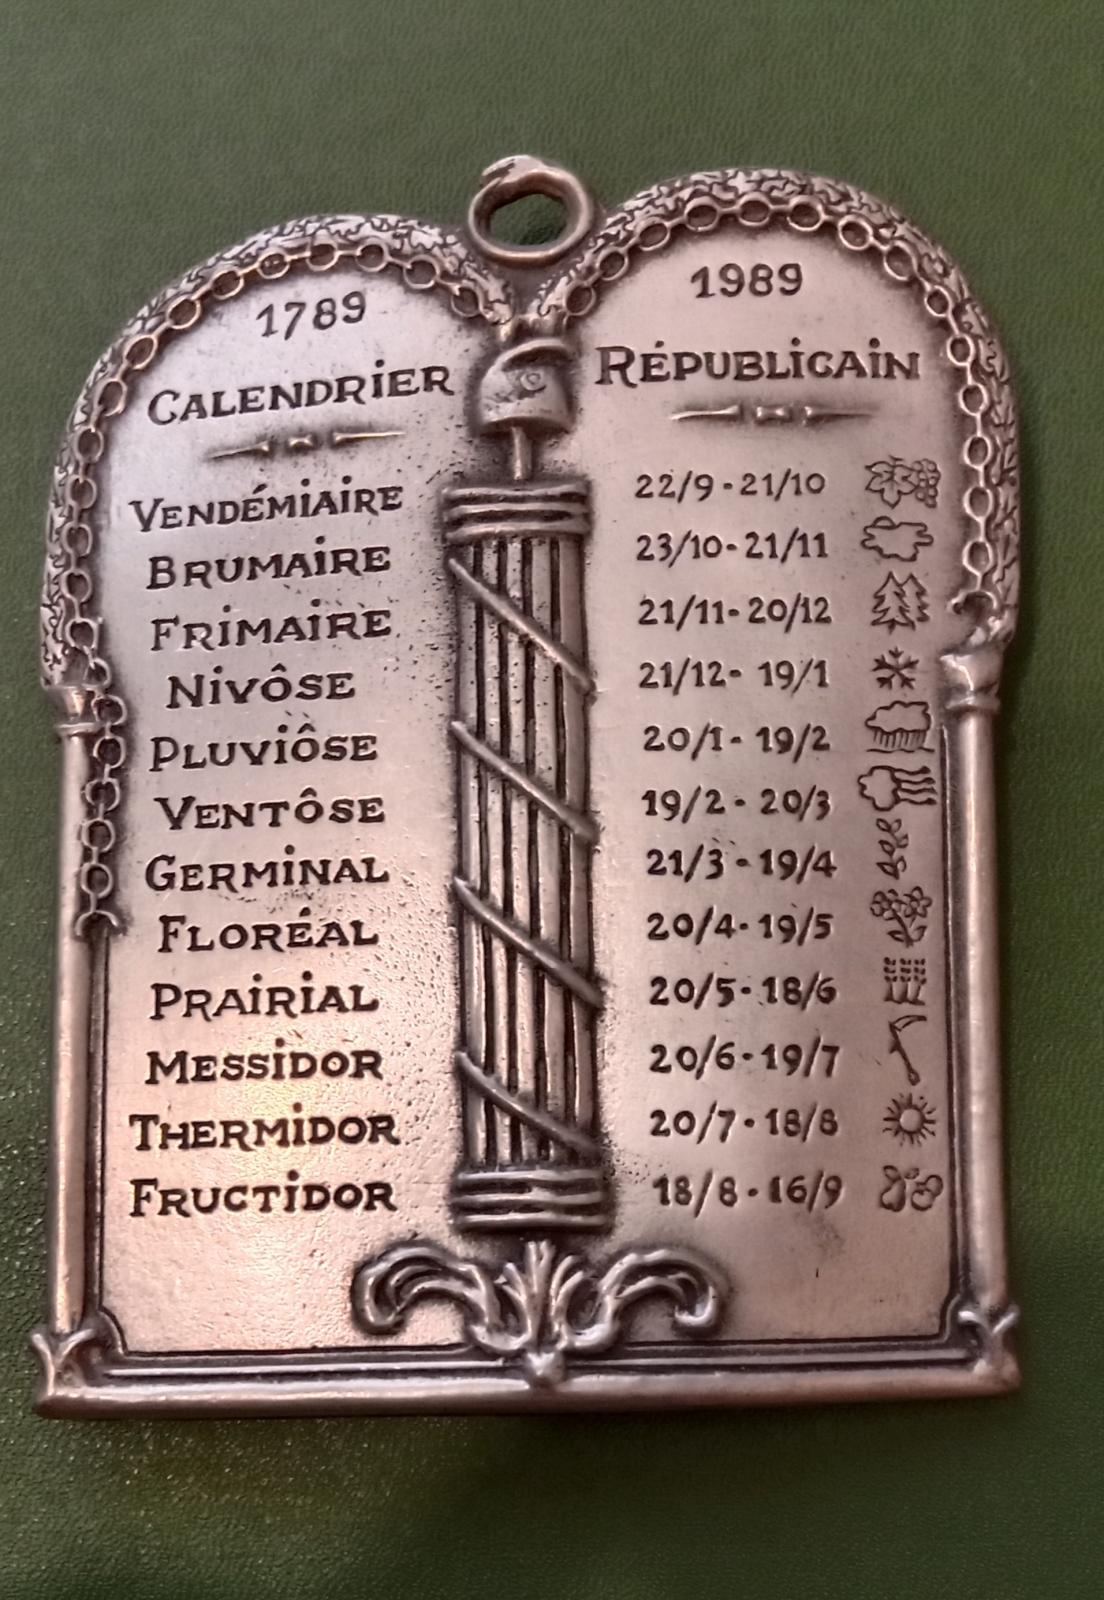 1789
CALENDRIER
VENDÉMIAIRE
BRUMAIRE
FRIMAIRE
NIVÔSE
PLUVIÔSE
VENTÔSE
GERMINAL
FLORÉAL
PRAIRIAL
MESSIDOR
THERMIDOR
FRUCTIDOR
1989
RÉPUBLICAIN
22/9-21/10
23/10-21/11
21/11-20/12
21/12-19/1
20/1-19/2
19/2-20/3
21/3-19/4
20/4-19/5
20/5-18/6
20/6-19/7
20/7-18/8
18/8-16/9